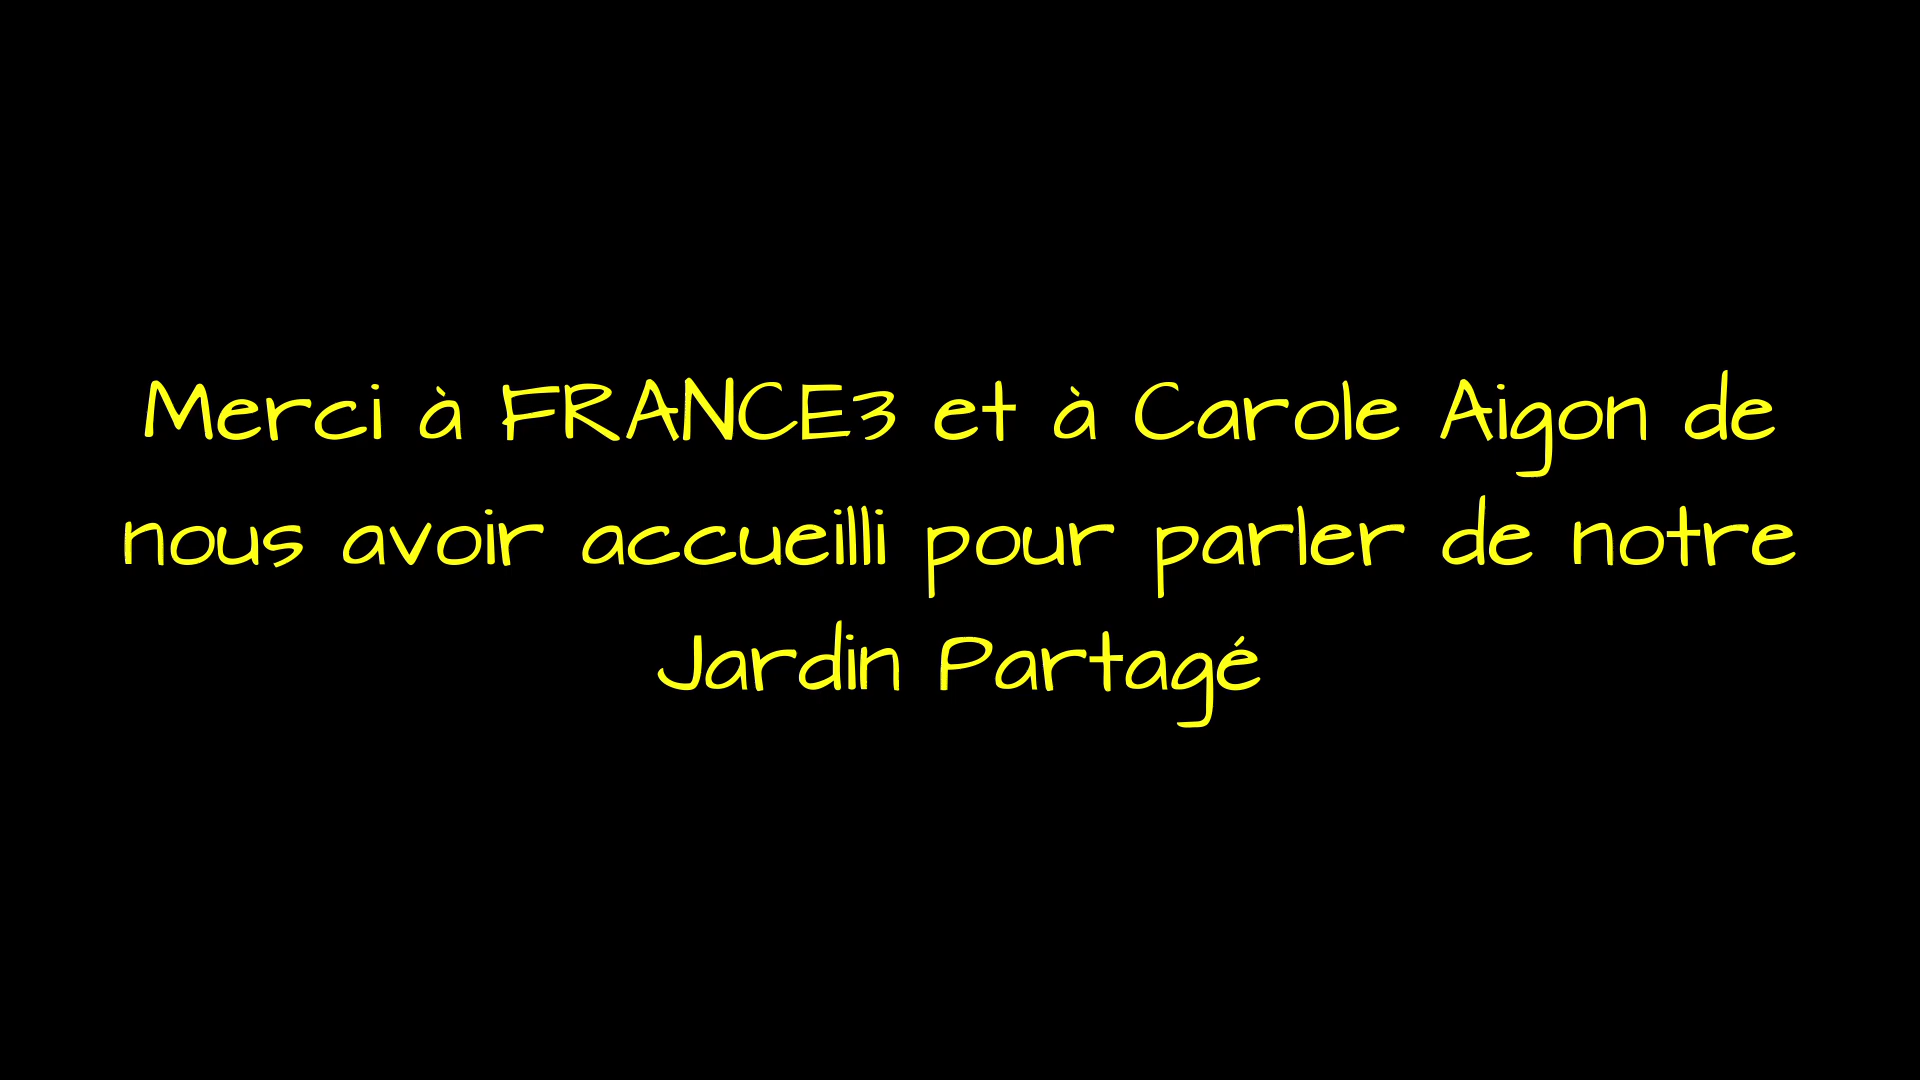 Merci à FRANCE3 et à Carole Aigon de
nous avoir accueilli pour parler de notre
Jardin Partagé